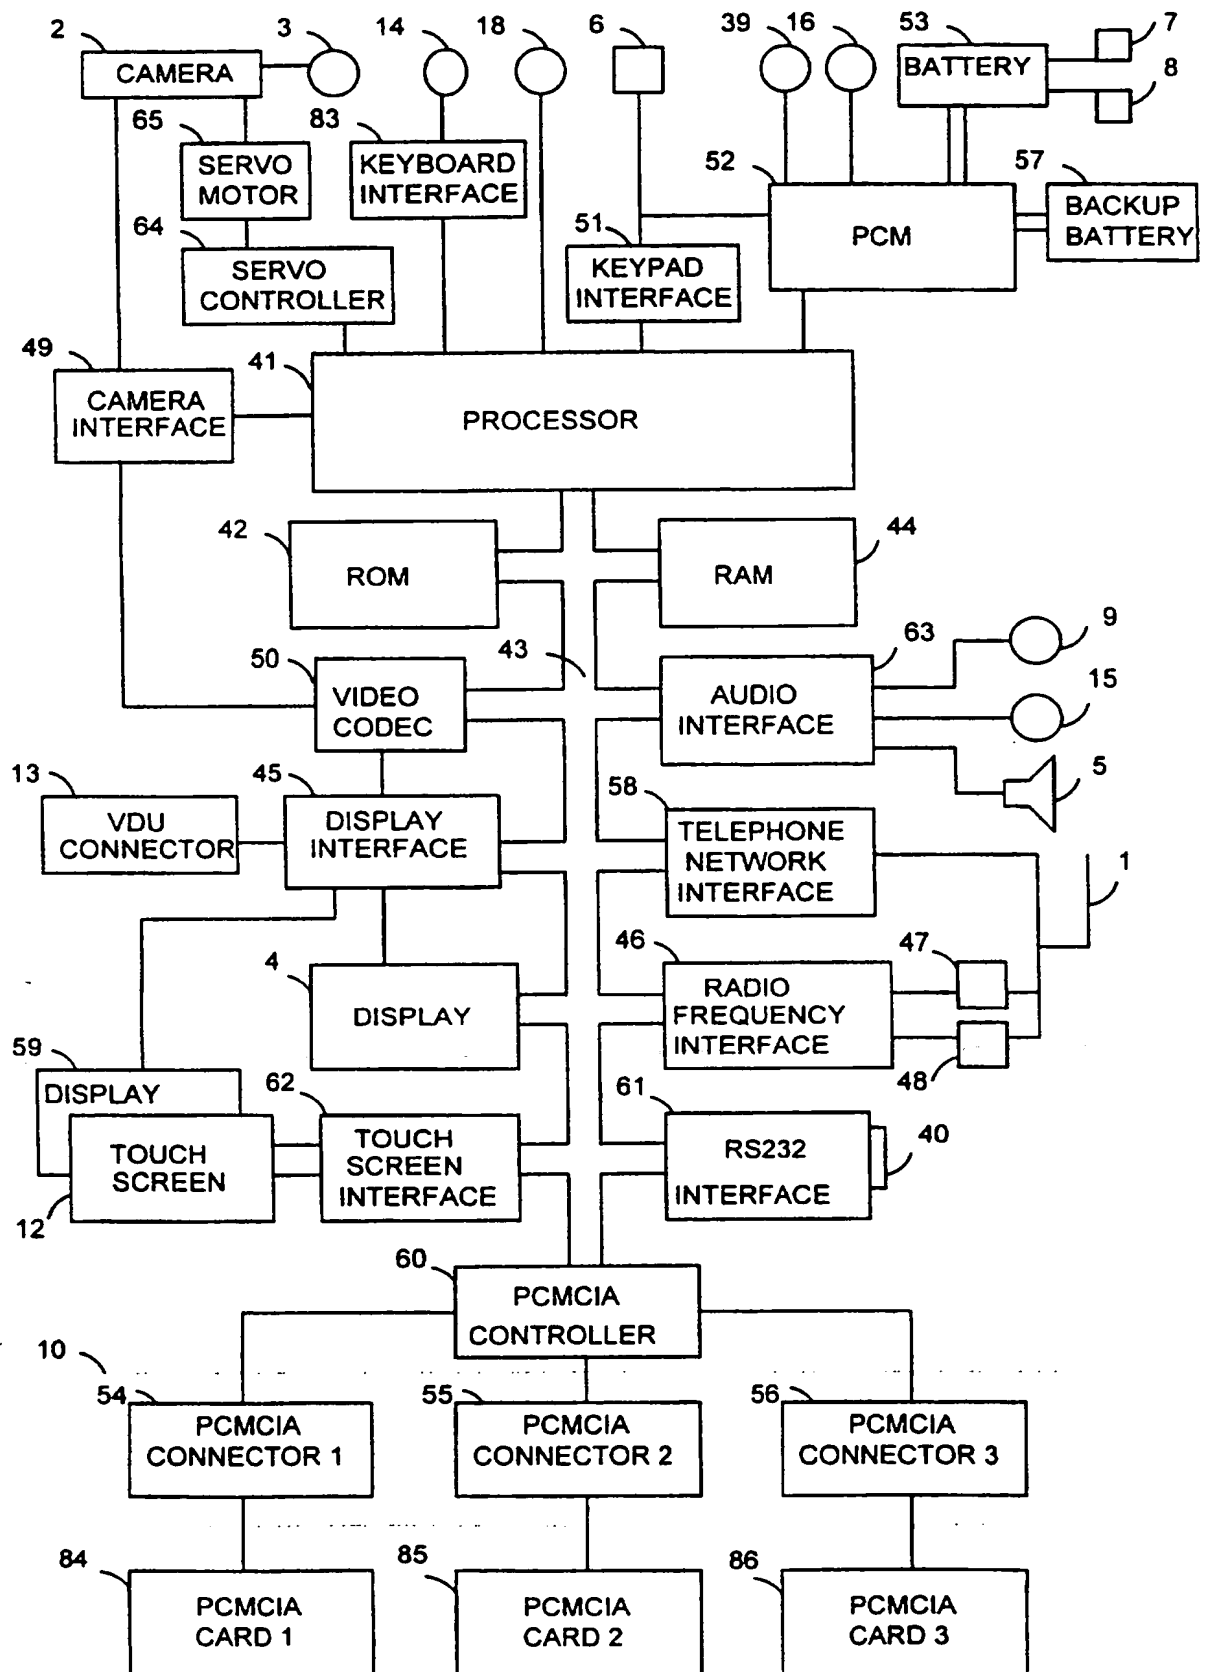 2 3 14 18 6 39 16 53 7
CAMERA
BATTERY
8
65 83
SERVO
MOTOR
KEYBOARD
INTERFACE
52 57
BACKUP
BATTERY
PCM
64 51
SERVO
CONTROLLER
KEYPAD
INTERFACE
49 41
CAMERA
INTERFACE
PROCESSOR
42 44
ROM
RAM
50 43 63 9
VIDEO
CODEC
AUDIO
INTERFACE
15
13 45 58 5
VDU
CONNECTOR
DISPLAY
INTERFACE
TELEPHONE
NETWORK
INTERFACE
1
4 46 47
DISPLAY
RADIO
FREQUENCY
INTERFACE
48
59 62 61
DISPLAY
TOUCH
SCREEN
12
TOUCH
SCREEN
INTERFACE
RS232
INTERFACE
40
60
PCMCIA
CONTROLLER
10
54 55 56
PCMCIA
CONNECTOR 1
PCMCIA
CONNECTOR 2
PCMCIA
CONNECTOR 3
84 85 86
PCMCIA
CARD 1
PCMCIA
CARD 2
PCMCIA
CARD 3